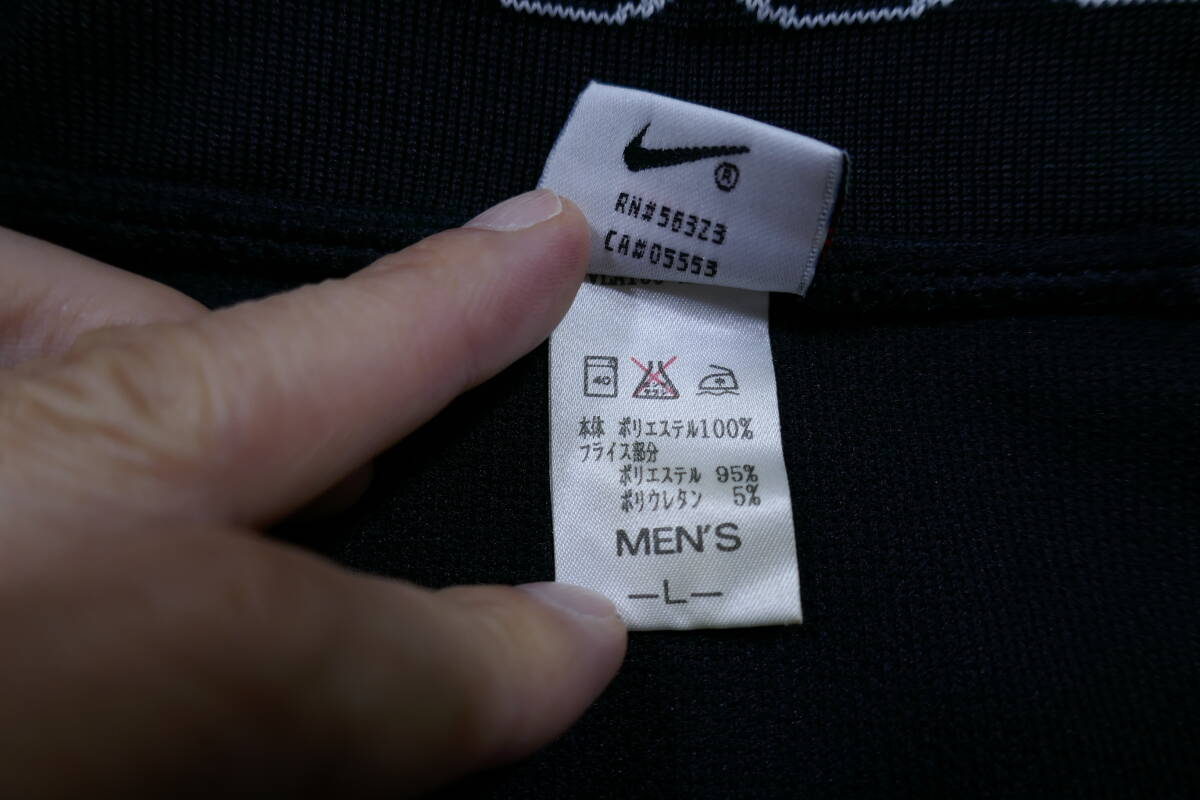 ®
RN#56323
CA#05553
40
本体 ポリエステル100%
フライス部分
ポリエステル 95%
ポリウレタン 5%
MEN'S
—L—